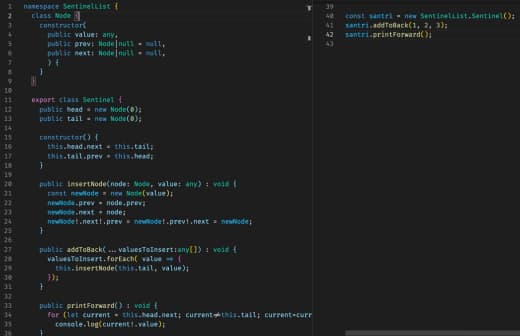 1 namespace SentinelList {
2 class Node {
3 constructor(
4 public value: any,
5 public prev: Node|null = null,
6 public next: Node|null = null,
7 ) {
8 }
9 }
10
11 export class Sentinel {
12 public head = new Node(0);
13 public tail = new Node(0);
14
15 constructor() {
16 this.head.next = this.tail;
17 this.tail.prev = this.head;
18 }
19
20 public insertNode(node: Node, value: any) : void {
21 const newNode = new Node(value);
22 newNode.prev = node.prev;
23 newNode.next = node;
24 newNode!.next!.prev = newNode!.prev!.next = newNode;
25 }
26
27 public addToBack(...valuesToInsert:any[]) : void {
28 valuesToInsert.forEach( value => {
29 this.insertNode(this.tail, value);
30 });
31 }
32
33 public printForward() : void {
34 for (let current = this.head.next; current≠this.tail; current=curr
35 console.log(current!.value);
36 }
39
40 const santri = new SentinelList.Sentinel();
41 santri.addToBack(1, 2, 3);
42 santri.printForward();
43